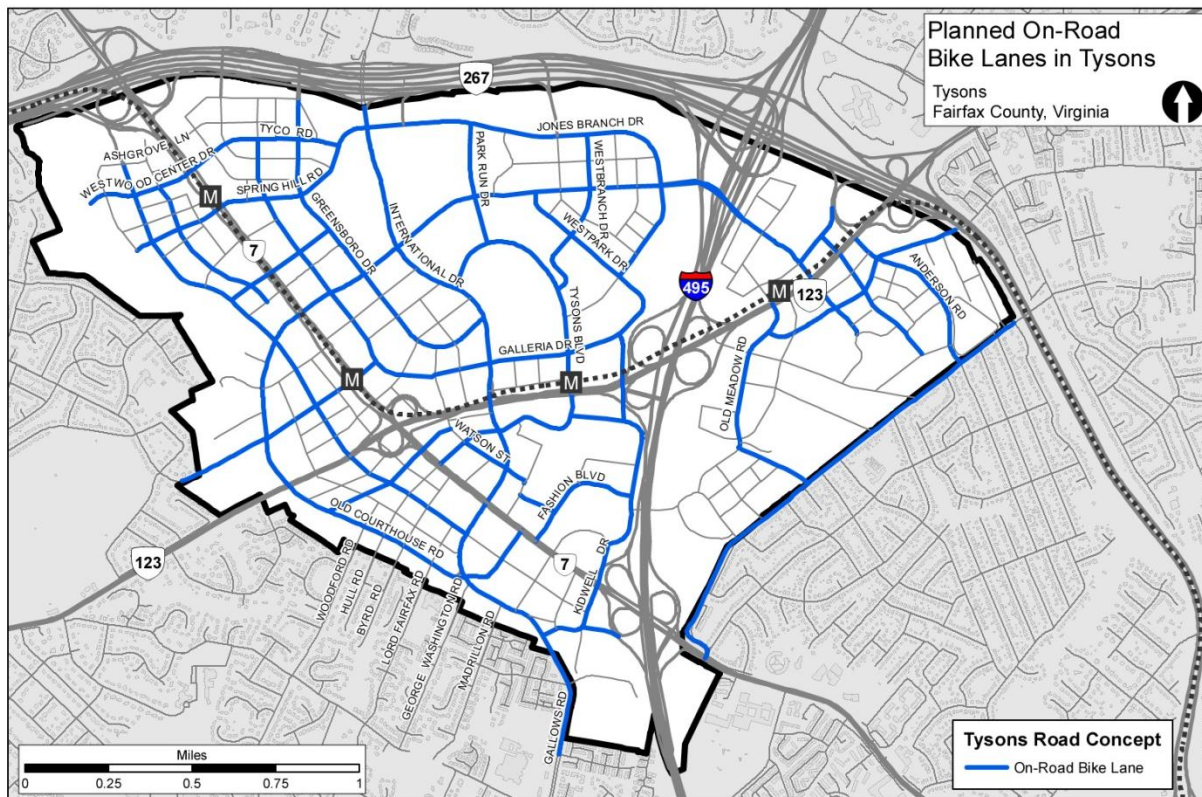 Planned On-Road
Bike Lanes in Tysons
Tysons
Fairfax County, Virginia
267
ASHGROVE LN
TYCO RD
WESTWOOD CENTER DR
SPRING HILL RD
M
7
GREENSBORO DR
INTERNATIONAL DR
PARK RUN DR
JONES BRANCH DR
WESTBRANCH DR
WESTPARK DR
TYSONS BLVD
495
M
123
ANDERSON RD
GALLERIA DR
M
M
OLD MEADOW RD
WATSON ST
FASHION BLVD
OLD COURTHOUSE RD
123
7
KIDWELL DR
WOODFORD RD
HULL RD
BYRD RD
LORD FAIRFAX RD
GEORGE WASHINGTON RD
MADRILLON RD
GALLOWS RD
Miles
0 0.25 0.5 0.75 1
Tysons Road Concept
On-Road Bike Lane